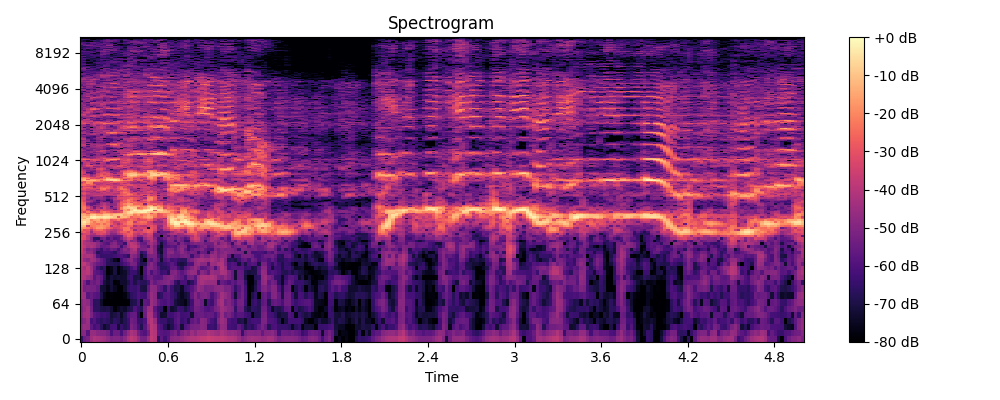 Spectrogram
8192
4096
2048
1024
512
256
128
64
0
Frequency
0
0.6
1.2
1.8
2.4
3
3.6
4.2
4.8
Time
+0 dB
-10 dB
-20 dB
-30 dB
-40 dB
-50 dB
-60 dB
-70 dB
-80 dB